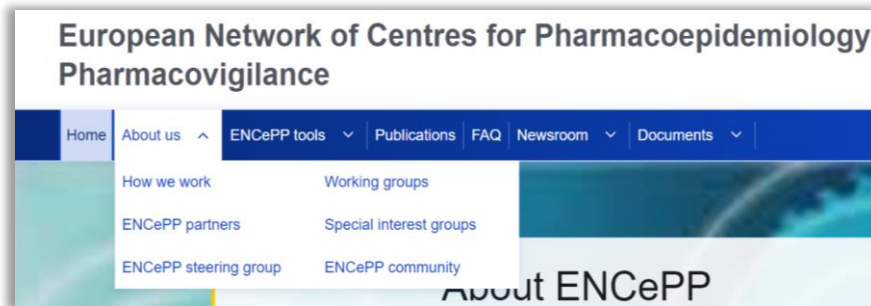 European Network of Centres for Pharmacoepidemiology
Pharmacovigilance
Home About us ENCePP tools Publications FAQ Newsroom Documents
How we work Working groups
ENCePP partners Special interest groups
ENCePP steering group ENCePP community
About ENCePP